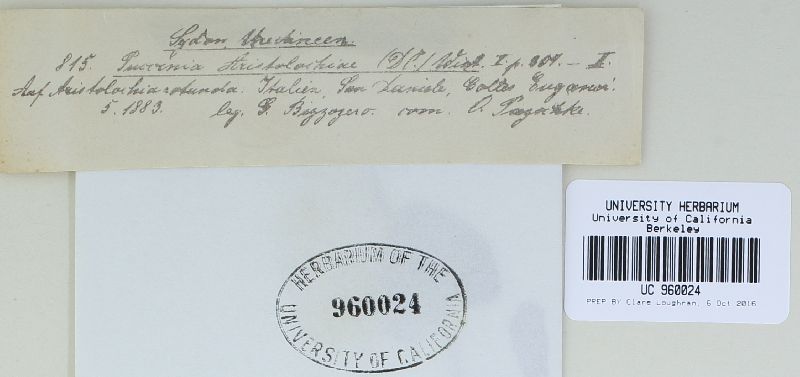 Sydow, Uredineen.
815. Puccinia Aristolochiae (DC.) Wint. I. p. 601. – II.
Auf Aristolochia rotunda. Italien, San Daniele, Colles Euganei.
5. 1883. leg. G. Bizzozero. com. O. Pazschke.
HERBARIUM OF THE
960024
UNIVERSITY OF CALIFORNIA
UNIVERSITY HERBARIUM
University of California
Berkeley
UC 960024
PREP BY Clare Loughran, 6 Oct 2016